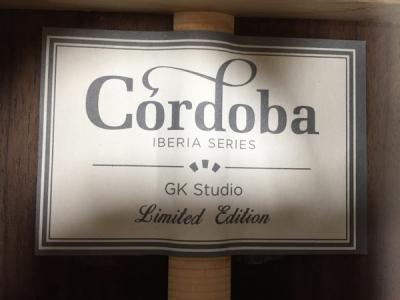 Córdoba
IBERIA SERIES
GK Studio
Limited Edition